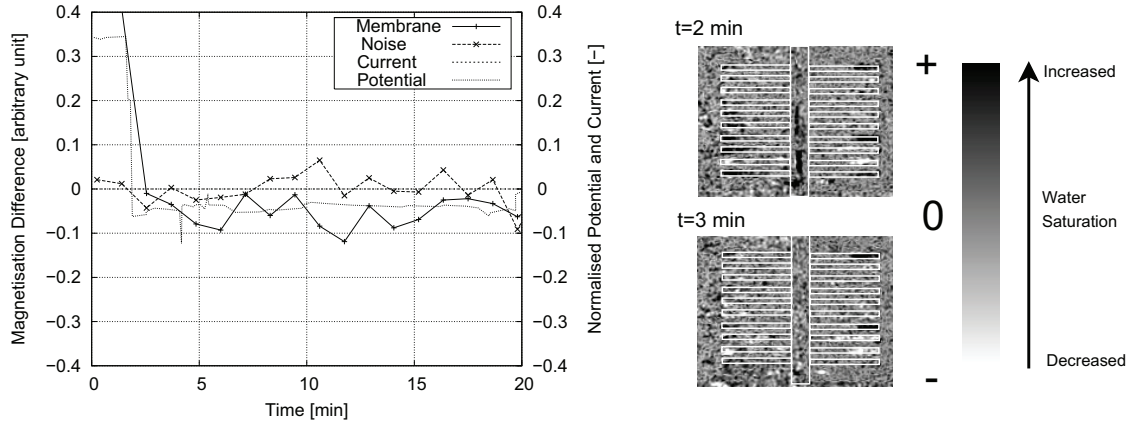 Magnetisation Difference [arbitrary unit]
0.4
0.3
0.2
0.1
0
−0.1
−0.2
−0.3
−0.4
0 5 10 15 20
Time [min]
Membrane
Noise
Current
Potential
0.4
0.3
0.2
0.1
0
−0.1
−0.2
−0.3
−0.4
Normalised Potential and Current [−]
t=2 min
t=3 min
+
0
-
Increased
Water
Saturation
Decreased